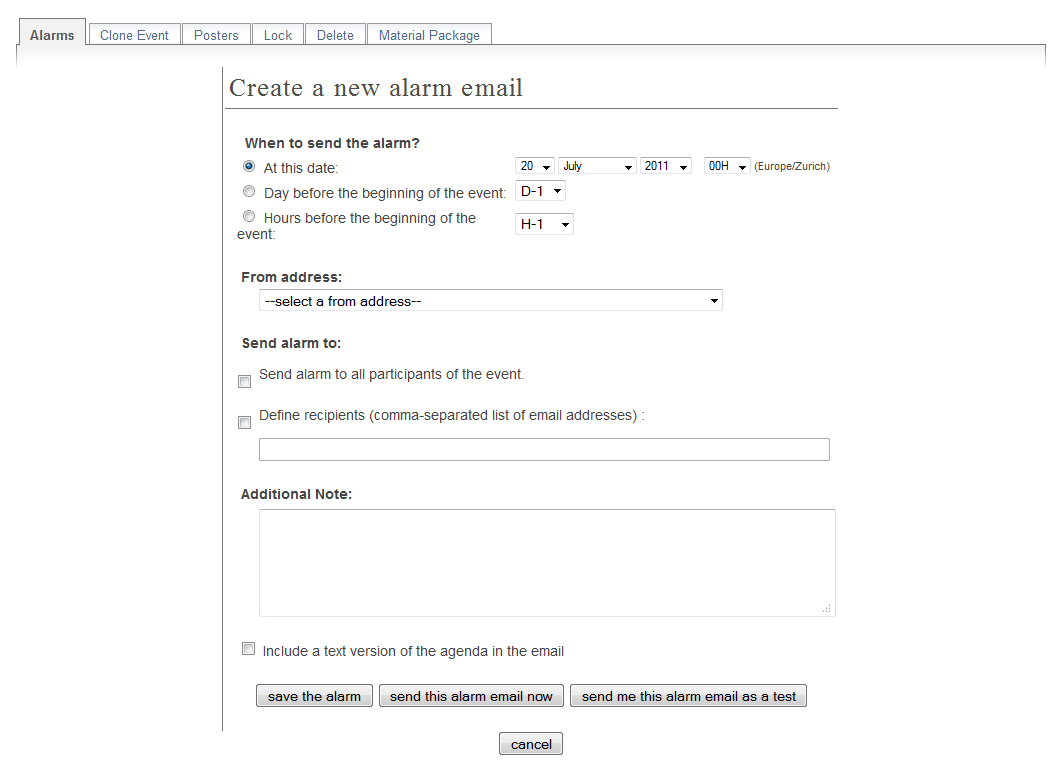 Alarms Clone Event Posters Lock Delete Material Package
Create a new alarm email
When to send the alarm?
At this date: 20 July 2011 00H (Europe/Zurich)
Day before the beginning of the event: D-1
Hours before the beginning of the
event: H-1
From address:
--select a from address--
Send alarm to:
Send alarm to all participants of the event.
Define recipients (comma-separated list of email addresses) :
Additional Note:
Include a text version of the agenda in the email
save the alarm send this alarm email now send me this alarm email as a test
cancel